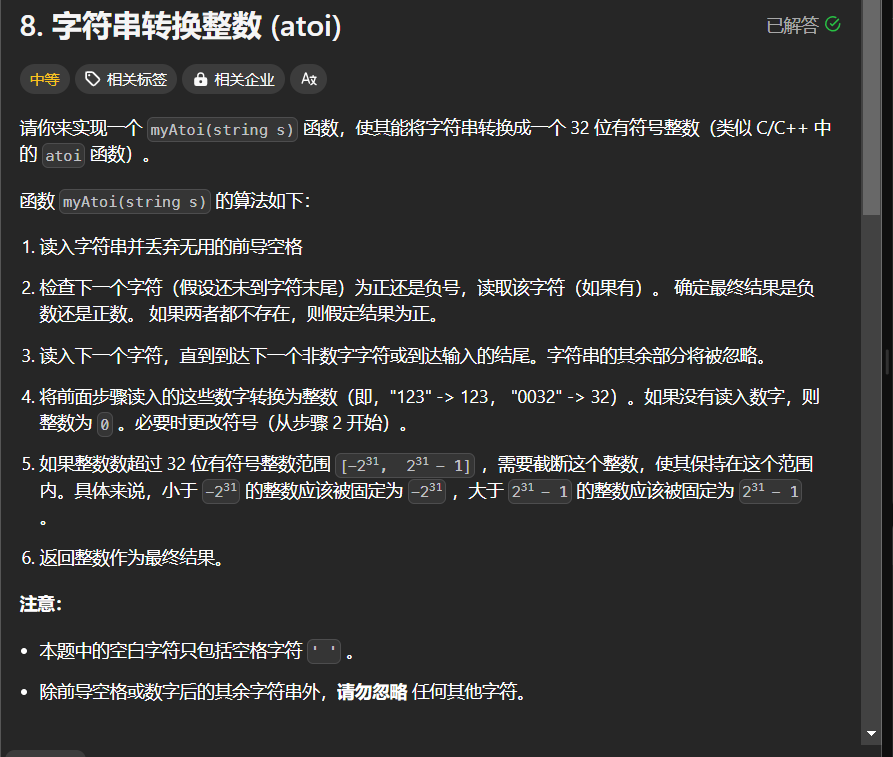 8. 字符串转换整数 (atoi)
已解答
中等 相关标签 相关企业 Aあ
请你来实现一个 myAtoi(string s) 函数，使其能将字符串转换成一个 32 位有符号整数（类似 C/C++ 中
的 atoi 函数）。
函数 myAtoi(string s) 的算法如下：
1. 读入字符串并丢弃无用的前导空格
2. 检查下一个字符（假设还未到字符末尾）为正还是负号，读取该字符（如果有）。 确定最终结果是负
数还是正数。 如果两者都不存在，则假定结果为正。
3. 读入下一个字符，直到到达下一个非数字字符或到达输入的结尾。字符串的其余部分将被忽略。
4. 将前面步骤读入的这些数字转换为整数（即，"123" -> 123， "0032" -> 32）。如果没有读入数字，则
整数为 0 。必要时更改符号（从步骤 2 开始）。
5. 如果整数数超过 32 位有符号整数范围 [−2³¹, 2³¹ − 1] ，需要截断这个整数，使其保持在这个范围
内。具体来说，小于 −2³¹ 的整数应该被固定为 −2³¹ ，大于 2³¹ − 1 的整数应该被固定为 2³¹ − 1
。
6. 返回整数作为最终结果。
注意：
• 本题中的空白字符只包括空格字符 ' ' 。
• 除前导空格或数字后的其余字符串外，请勿忽略 任何其他字符。